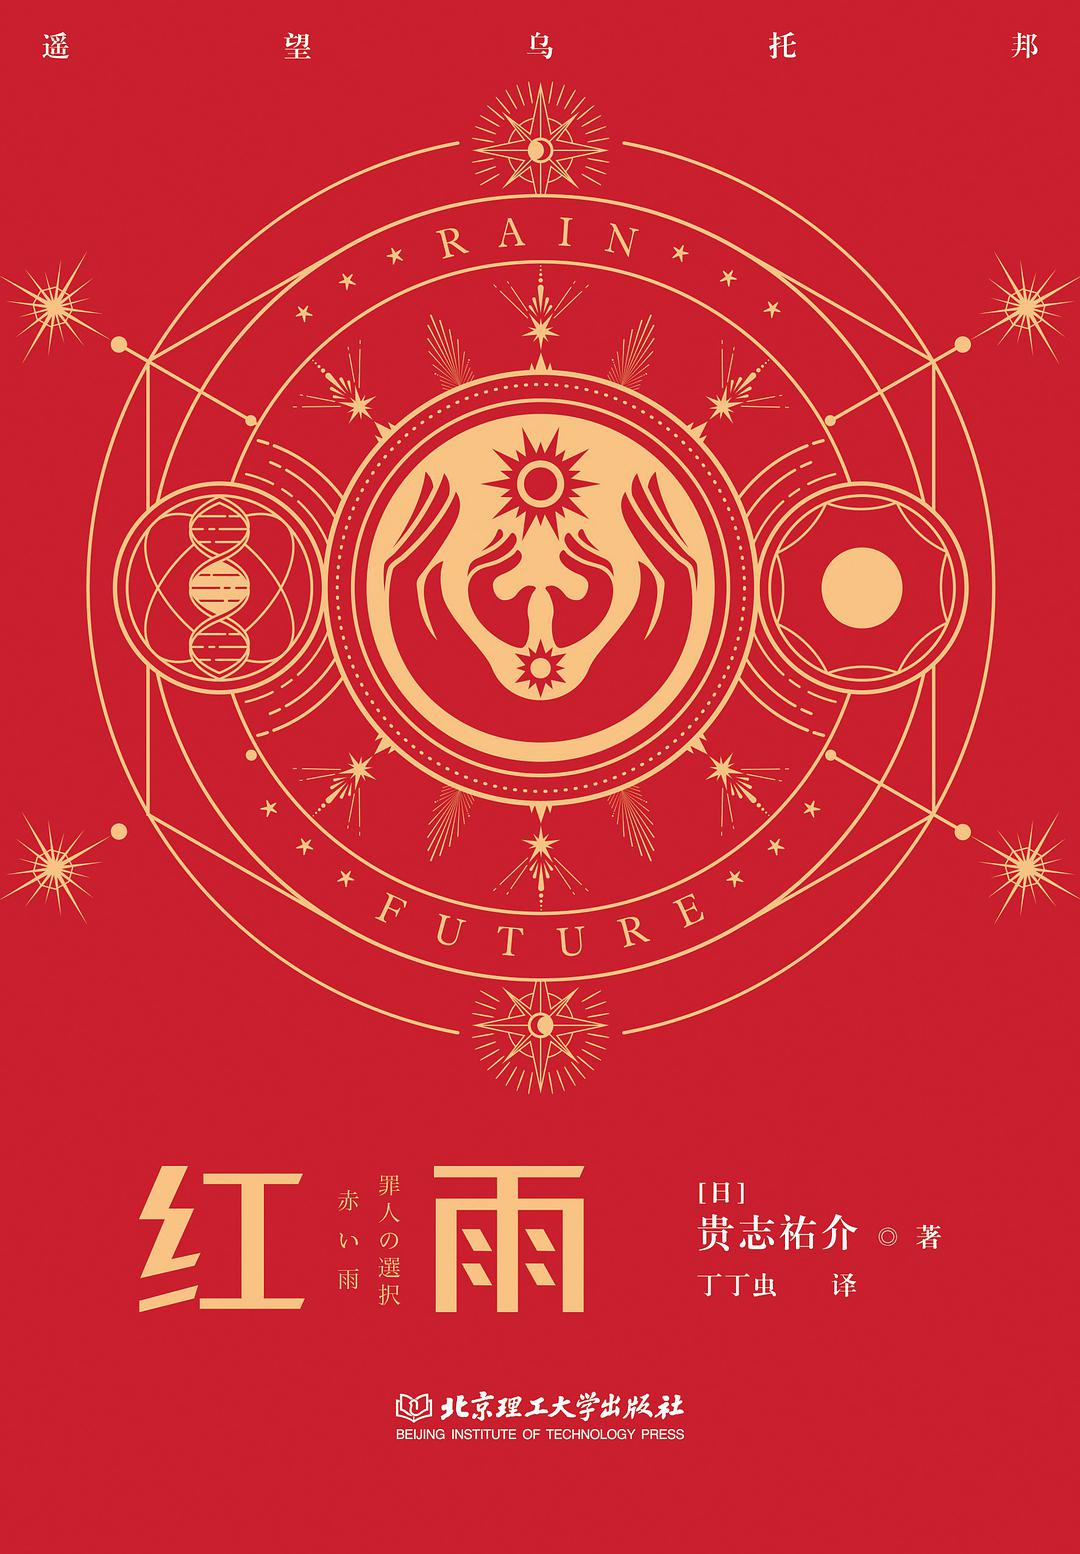 遥望乌托邦
RAIN
FUTURE
红雨
罪人の選択
赤い雨
[日]
贵志祐介 ◎ 著
丁丁虫 译
北京理工大学出版社
BEIJING INSTITUTE OF TECHNOLOGY PRESS